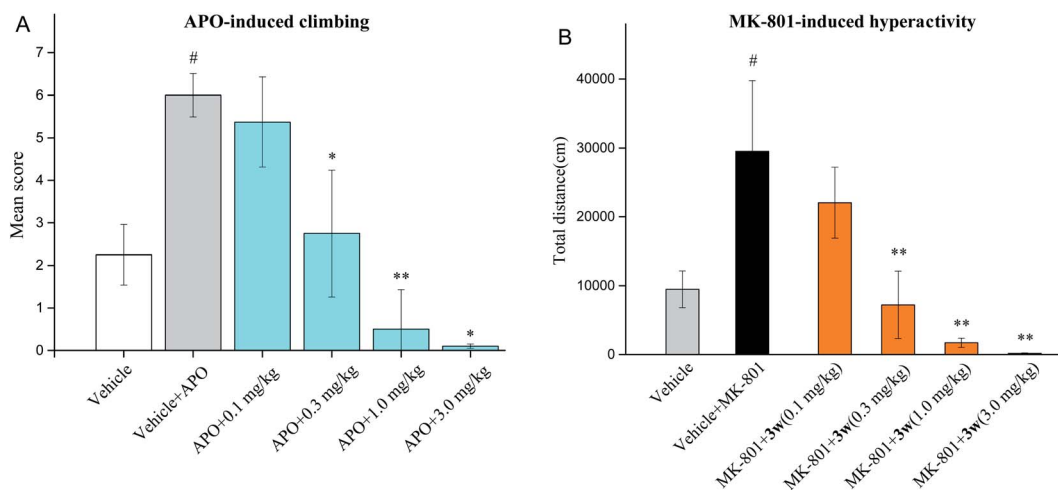 A
APO-induced climbing
7
6
5
4
3
2
1
0
Mean score
#
*
**
*
Vehicle
Vehicle+APO
APO+0.1 mg/kg
APO+0.3 mg/kg
APO+1.0 mg/kg
APO+3.0 mg/kg
B
MK-801-induced hyperactivity
40000
30000
20000
10000
0
Total distance(cm)
#
**
**
**
Vehicle
Vehicle+MK-801
MK-801+3w(0.1 mg/kg)
MK-801+3w(0.3 mg/kg)
MK-801+3w(1.0 mg/kg)
MK-801+3w(3.0 mg/kg)